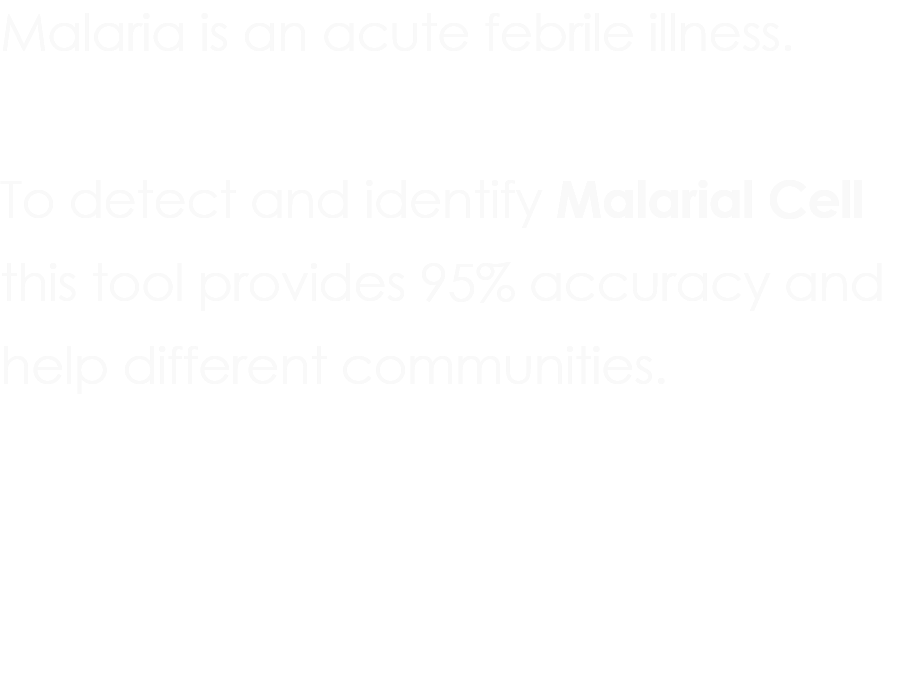 Malaria is an acute febrile illness.
To detect and identify Malarial Cell
this tool provides 95% accuracy and
help different communities.